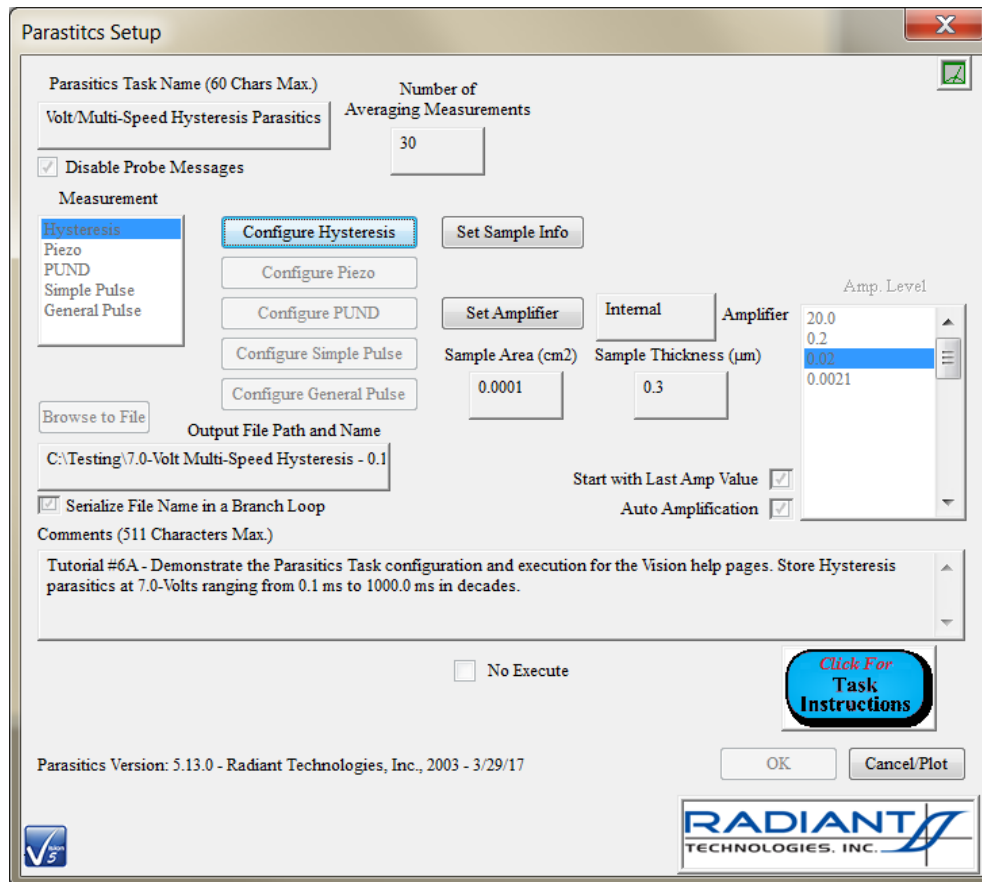 Parastitcs Setup
X
Parasitics Task Name (60 Chars Max.)
Volt/Multi-Speed Hysteresis Parasitics
Number of
Averaging Measurements
30
Disable Probe Messages
Measurement
Hysteresis
Piezo
PUND
Simple Pulse
General Pulse
Configure Hysteresis
Configure Piezo
Configure PUND
Configure Simple Pulse
Configure General Pulse
Set Sample Info
Set Amplifier
Internal
Amplifier
Sample Area (cm2)
0.0001
Sample Thickness (µm)
0.3
Amp. Level
20.0
0.2
0.02
0.0021
Browse to File
Output File Path and Name
C:\Testing\7.0-Volt Multi-Speed Hysteresis - 0.1
Serialize File Name in a Branch Loop
Start with Last Amp Value
Auto Amplification
Comments (511 Characters Max.)
Tutorial #6A - Demonstrate the Parasitics Task configuration and execution for the Vision help pages. Store Hysteresis
parasitics at 7.0-Volts ranging from 0.1 ms to 1000.0 ms in decades.
No Execute
Click For
Task
Instructions
Parasitics Version: 5.13.0 - Radiant Technologies, Inc., 2003 - 3/29/17
OK
Cancel/Plot
Vision
5
RADIANT
TECHNOLOGIES, INC.